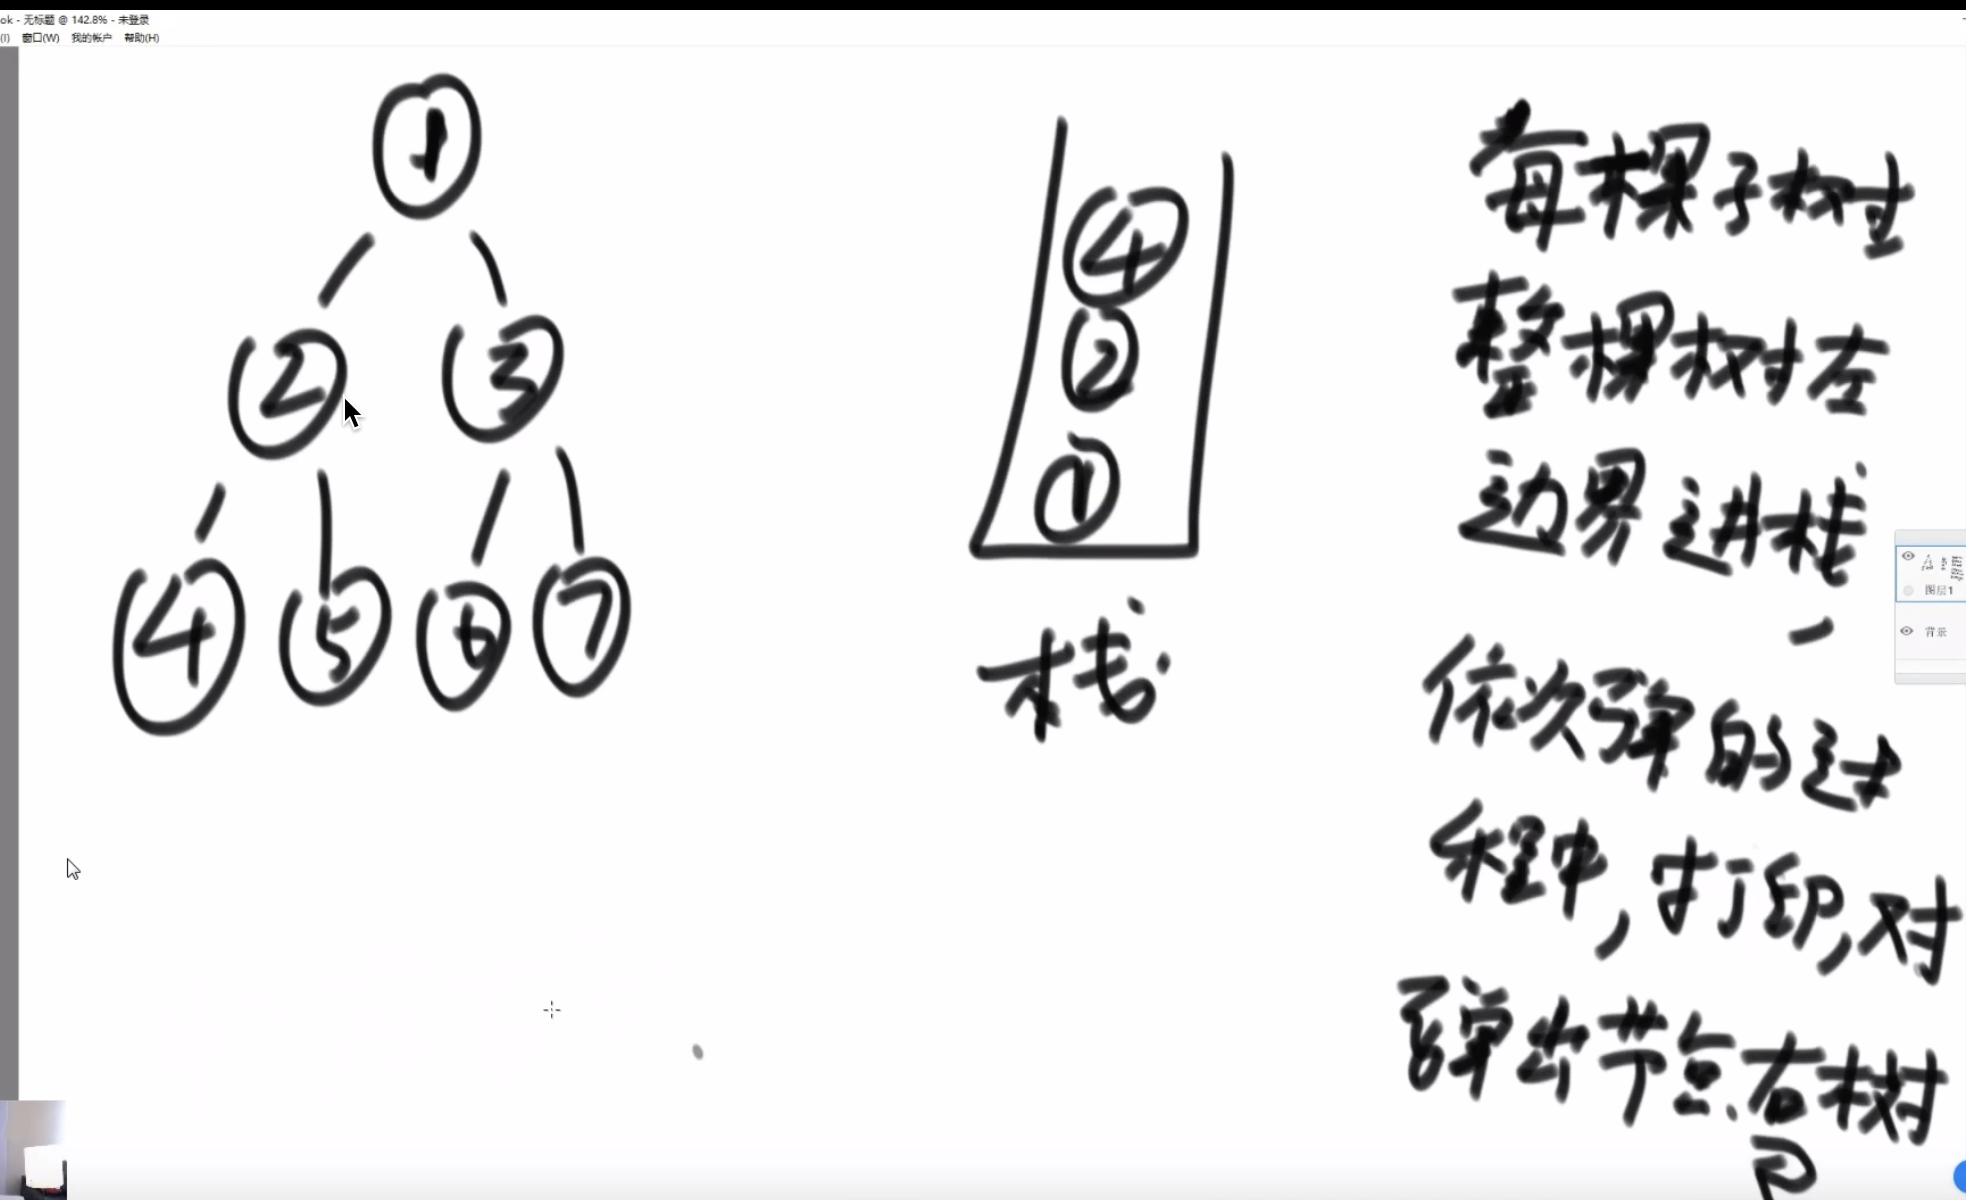 ok - 无标题 @ 142.8% - 未登录
(I) 窗口(W) 我的帐户 帮助(H)
1
2 3
4 5 6 7
4
2
1
栈
每棵子树
整棵树左
边界进栈,
依次弹的过
程中,打印,对
弹出节点右树
图层1
背景